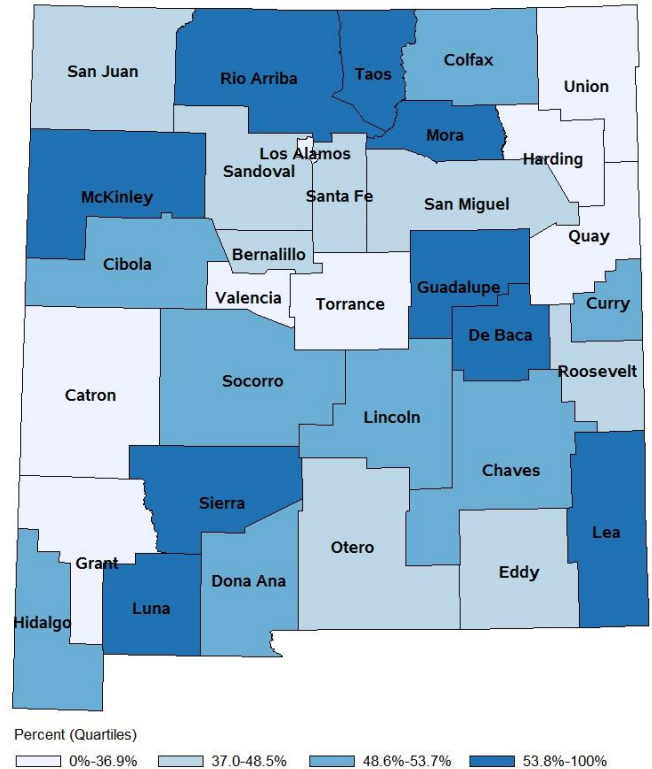 San Juan
Rio Arriba
Taos
Colfax
Union
Mora
Los Alamos
Harding
Sandoval
McKinley
Santa Fe
San Miguel
Quay
Bernalillo
Cibola
Guadalupe
Valencia
Torrance
Curry
De Baca
Roosevelt
Socorro
Catron
Lincoln
Chaves
Sierra
Lea
Otero
Grant
Eddy
Dona Ana
Luna
Hidalgo
Percent (Quartiles)
0%-36.9% 37.0-48.5% 48.6%-53.7% 53.8%-100%